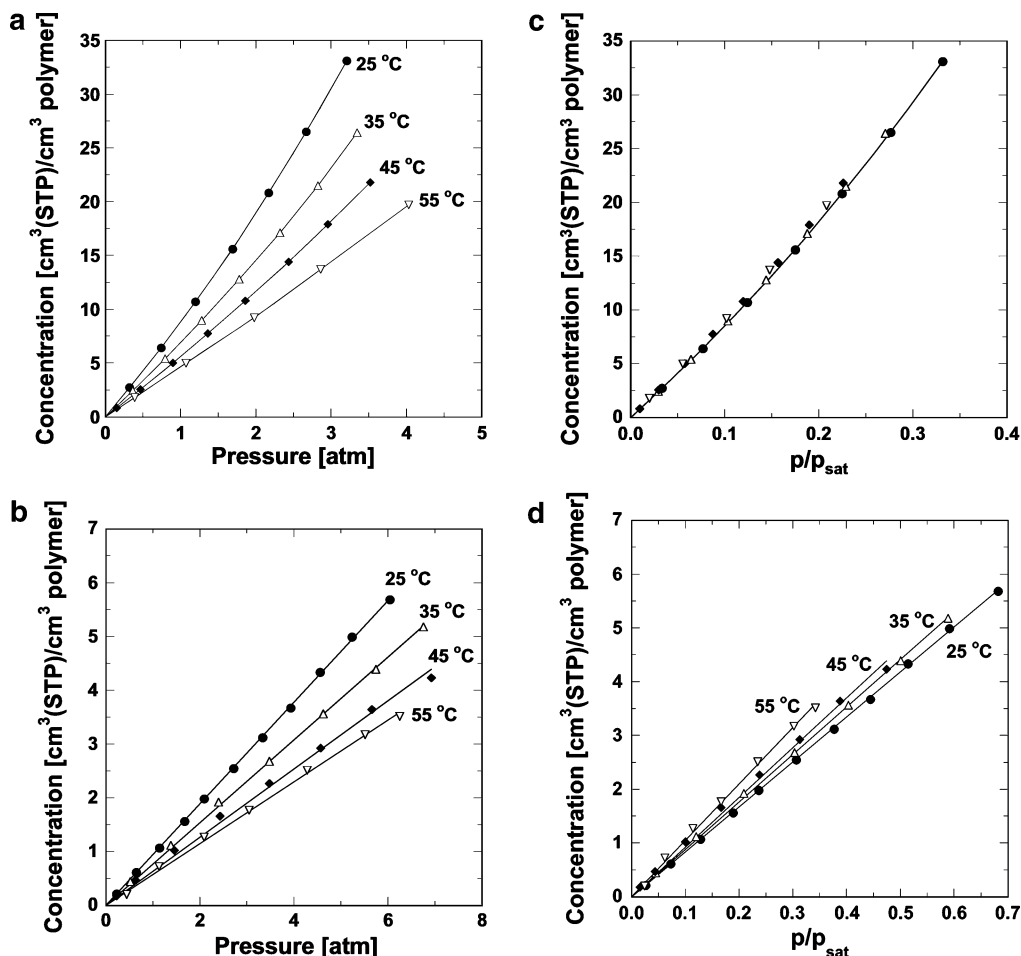 a
Concentration [cm³(STP)/cm³ polymer]
35
30
25
20
15
10
5
0
0 1 2 3 4 5
Pressure [atm]
25 °C
35 °C
45 °C
55 °C
c
Concentration [cm³(STP)/cm³ polymer]
35
30
25
20
15
10
5
0
0.0 0.1 0.2 0.3 0.4
p/psat
b
Concentration [cm³(STP)/cm³ polymer]
7
6
5
4
3
2
1
0
0 2 4 6 8
Pressure [atm]
25 °C
35 °C
45 °C
55 °C
d
Concentration [cm³(STP)/cm³ polymer]
7
6
5
4
3
2
1
0
0.0 0.1 0.2 0.3 0.4 0.5 0.6 0.7
p/psat
35 °C
25 °C
45 °C
55 °C